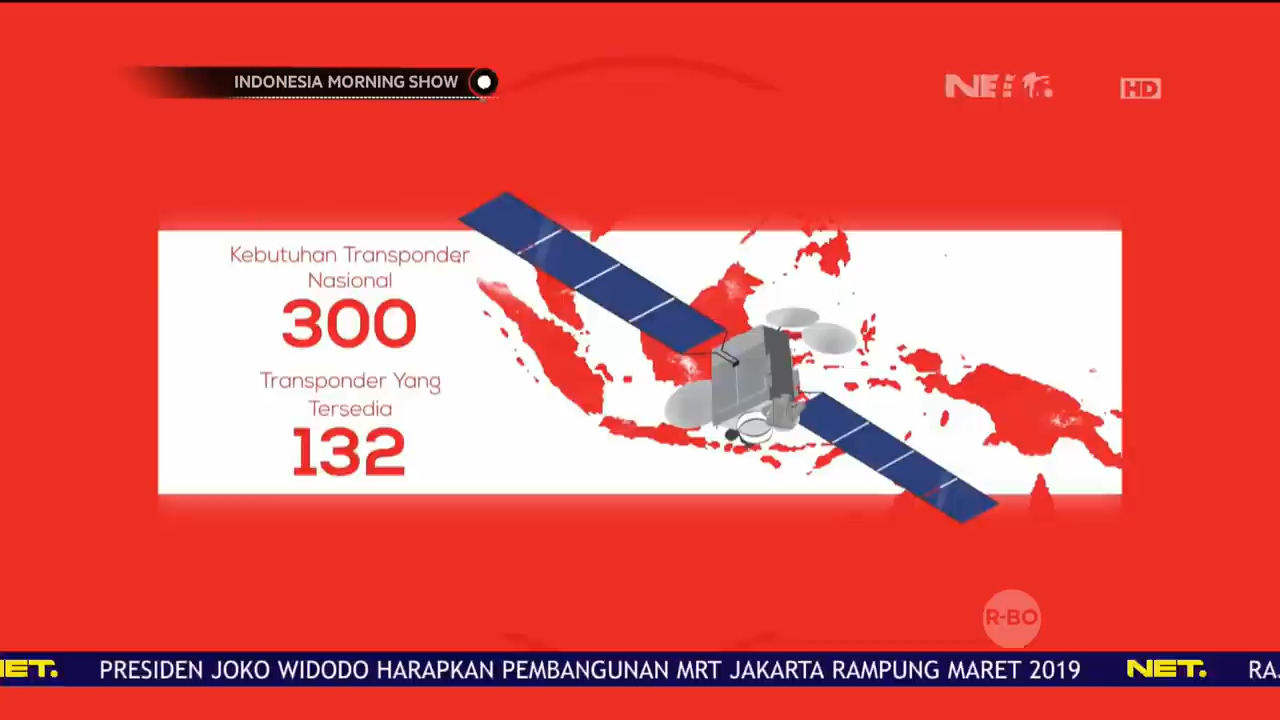 INDONESIA MORNING SHOW
HD
Kebutuhan Transponder
Nasional
300
Transponder Yang
Tersedia
132
R-BO
NET.
PRESIDEN JOKO WIDODO HARAPKAN PEMBANGUNAN MRT JAKARTA RAMPUNG MARET 2019
NET.